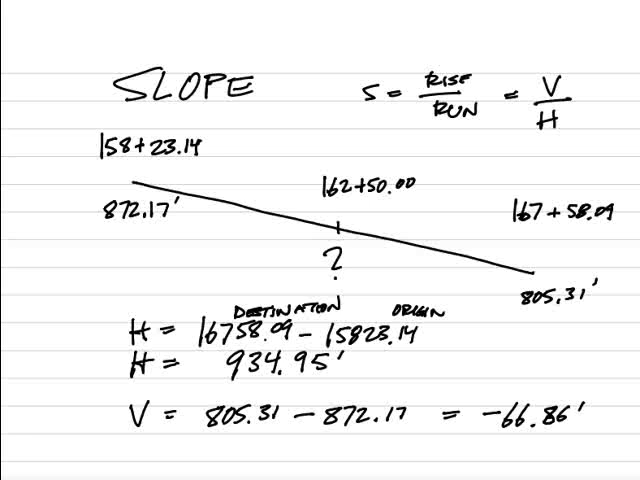 SLOPE
S = RISE/RUN = V/H
158+23.14
162+50.00
872.17'
167+58.09
?
805.31'
DESTINATION ORIGIN
H = 16758.09 - 15823.14
H = 934.95'
V = 805.31 - 872.17 = -66.86'